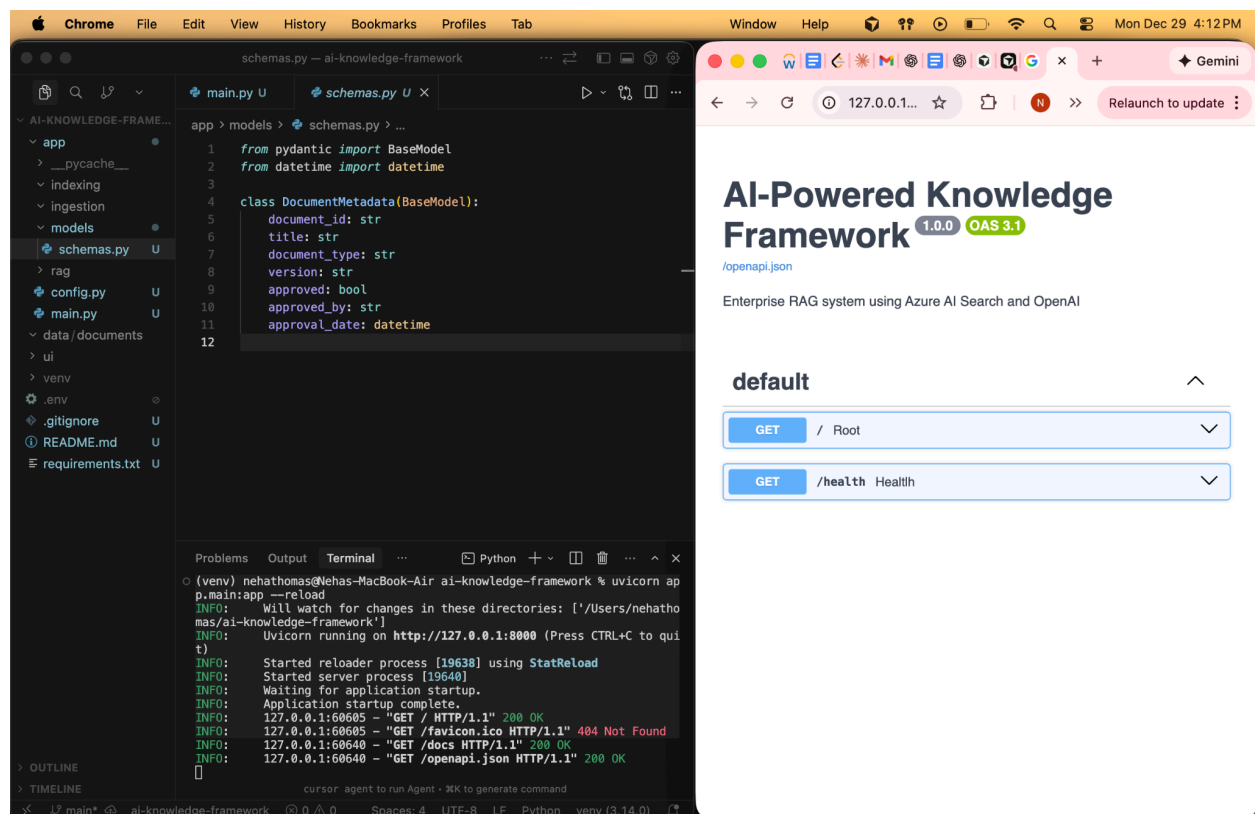 Chrome File Edit View History Bookmarks Profiles Tab Window Help Mon Dec 29 4:12 PM
schemas.py — ai-knowledge-framework
main.py U schemas.py U
AI-KNOWLEDGE-FRAME...
app
__pycache__
indexing
ingestion
models
schemas.py U
rag
config.py U
main.py U
data/documents
ui
venv
.env
.gitignore U
README.md U
requirements.txt U
OUTLINE
TIMELINE
app > models > schemas.py > ...
1 from pydantic import BaseModel
2 from datetime import datetime
3
4 class DocumentMetadata(BaseModel):
5 document_id: str
6 title: str
7 document_type: str
8 version: str
9 approved: bool
10 approved_by: str
11 approval_date: datetime
12
Problems Output Terminal ... Python
(venv) nehathomas@Nehas-MacBook-Air ai-knowledge-framework % uvicorn ap
p.main:app --reload
INFO: Will watch for changes in these directories: ['/Users/nehatho
mas/ai-knowledge-framework']
INFO: Uvicorn running on http://127.0.0.1:8000 (Press CTRL+C to qui
t)
INFO: Started reloader process [19638] using StatReload
INFO: Started server process [19640]
INFO: Waiting for application startup.
INFO: Application startup complete.
INFO: 127.0.0.1:60605 - "GET / HTTP/1.1" 200 OK
INFO: 127.0.0.1:60605 - "GET /favicon.ico HTTP/1.1" 404 Not Found
INFO: 127.0.0.1:60640 - "GET /docs HTTP/1.1" 200 OK
INFO: 127.0.0.1:60640 - "GET /openapi.json HTTP/1.1" 200 OK
cursor agent to run Agent · ⌘K to generate command
main* ai-knowledge-framework 0 0 Spaces: 4 UTF-8 LF Python venv (3.14.0)
Gemini
127.0.0.1... N Relaunch to update
AI-Powered Knowledge
Framework 1.0.0 OAS 3.1
/openapi.json
Enterprise RAG system using Azure AI Search and OpenAI
default
GET / Root
GET /health Healtlh